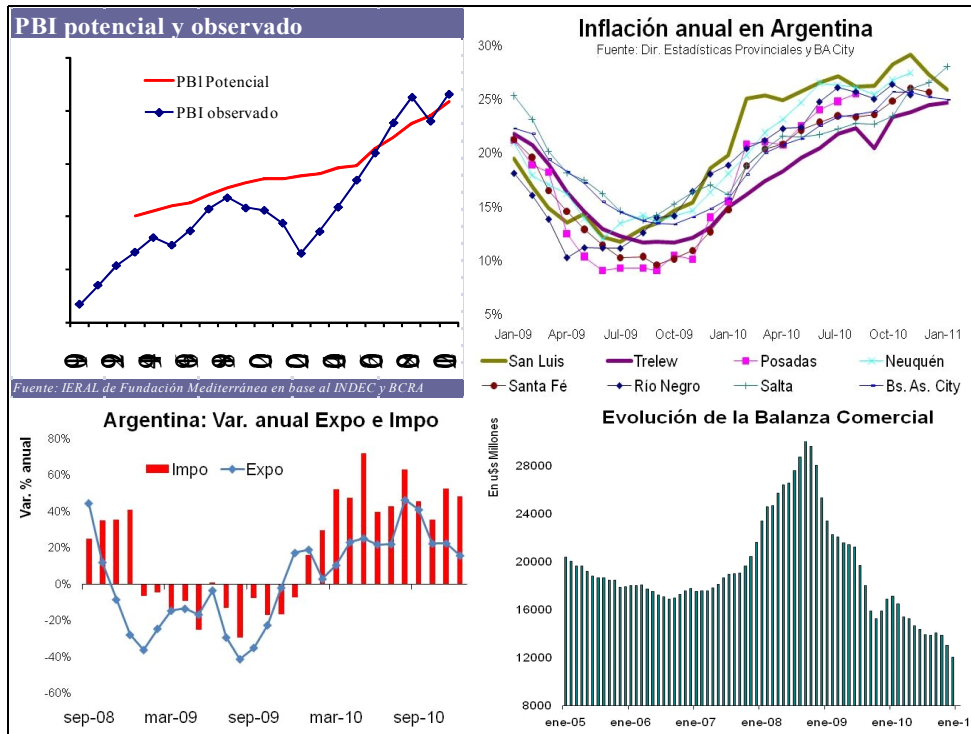 PBI potencial y observado
PBI Potencial
PBI observado
Fuente: IERAL de Fundación Mediterránea en base al INDEC y BCRA
Inflación anual en Argentina
Fuente: Dir. Estadísticas Provinciales y BA City
30%
25%
20%
15%
10%
5%
Jan-09 Apr-09 Jul-09 Oct-09 Jan-10 Apr-10 Jul-10 Oct-10 Jan-11
San Luis Trelew Posadas Neuquén
Santa Fé Río Negro Salta Bs. As. City
Argentina: Var. anual Expo e Impo
Var. % anual
80%
60%
40%
20%
0%
-20%
-40%
-60%
Impo Expo
sep-08 mar-09 sep-09 mar-10 sep-10
Evolución de la Balanza Comercial
En u$s Millones
28000
24000
20000
16000
12000
8000
ene-05 ene-06 ene-07 ene-08 ene-09 ene-10 ene-1